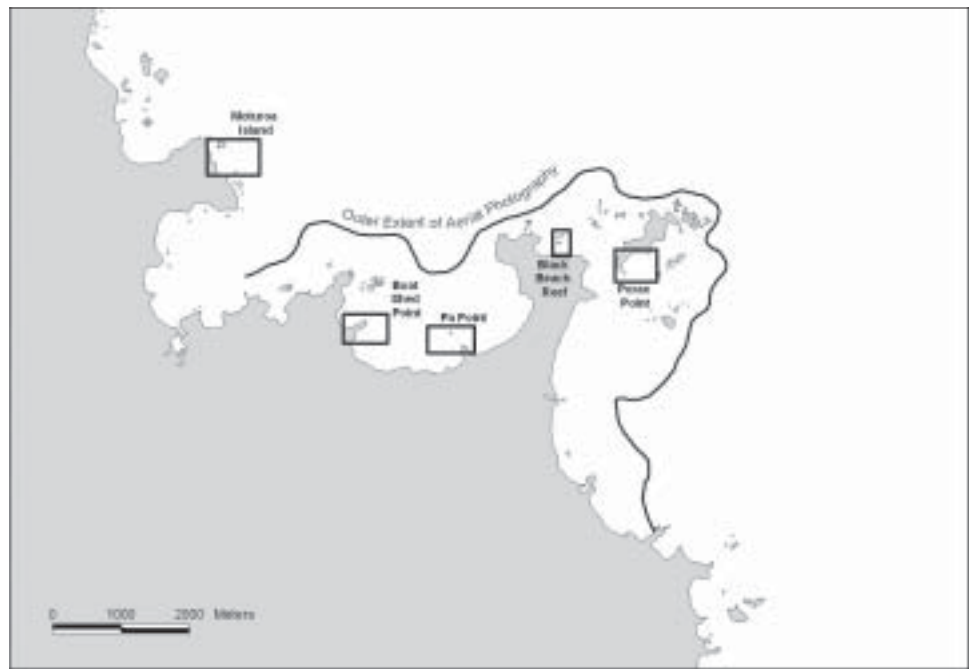 Moturoa
Island
Outer Extent of Aerial Photography
Boat
Shed
Point
Pa Point
Black
Beach
Reef
Point
0 1000 2000 Meters